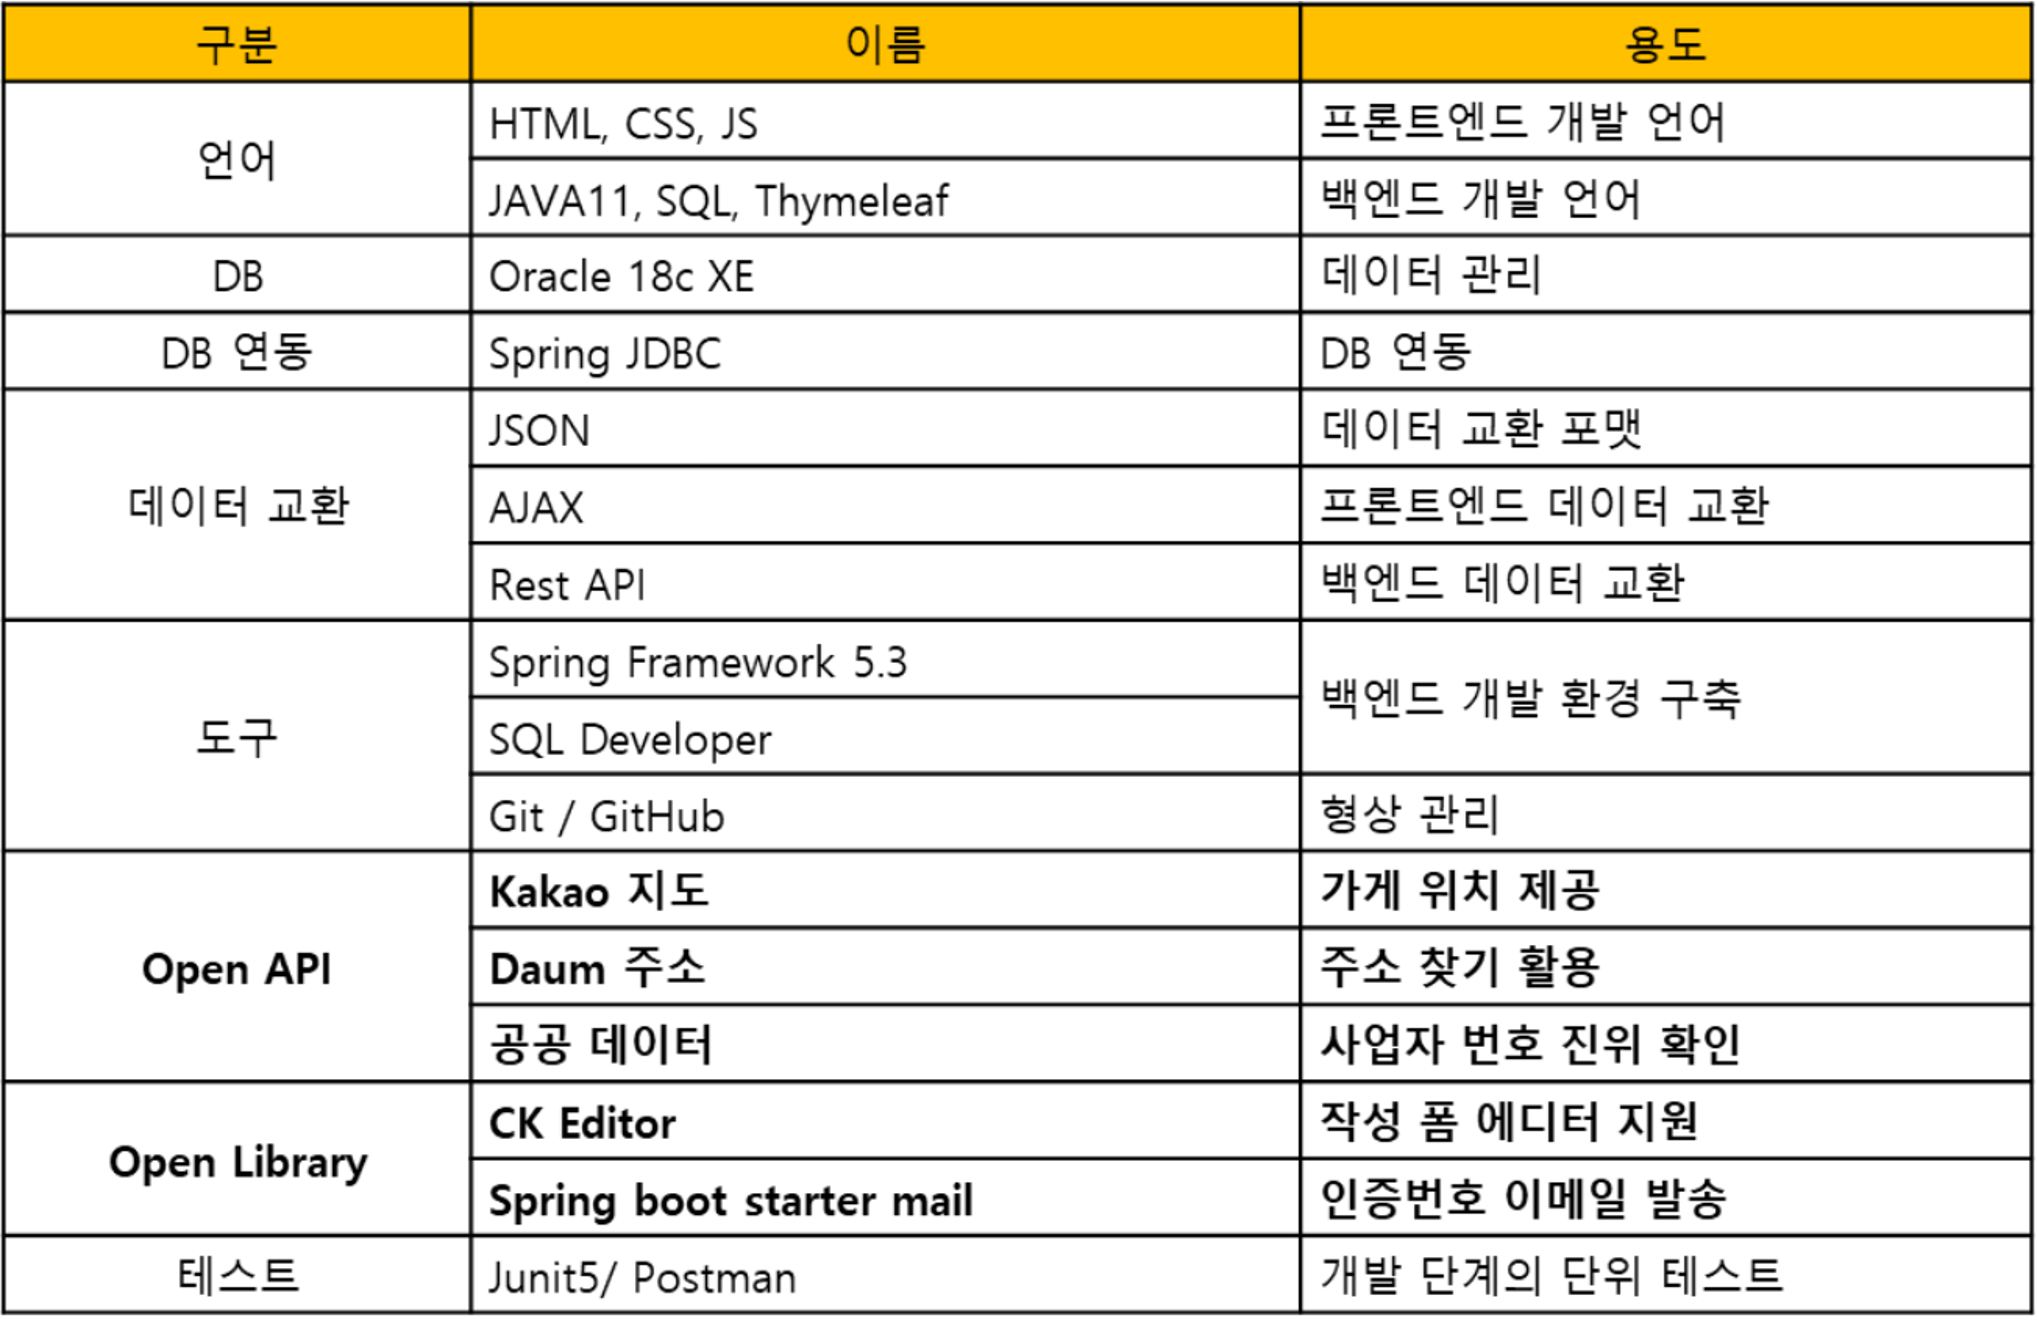 구분 이름 용도
언어 HTML, CSS, JS 프론트엔드 개발 언어
JAVA11, SQL, Thymeleaf 백엔드 개발 언어
DB Oracle 18c XE 데이터 관리
DB 연동 Spring JDBC DB 연동
데이터 교환 JSON 데이터 교환 포맷
AJAX 프론트엔드 데이터 교환
Rest API 백엔드 데이터 교환
도구 Spring Framework 5.3 백엔드 개발 환경 구축
SQL Developer
Git / GitHub 형상 관리
Open API Kakao 지도 가게 위치 제공
Daum 주소 주소 찾기 활용
공공 데이터 사업자 번호 진위 확인
Open Library CK Editor 작성 폼 에디터 지원
Spring boot starter mail 인증번호 이메일 발송
테스트 Junit5/ Postman 개발 단계의 단위 테스트